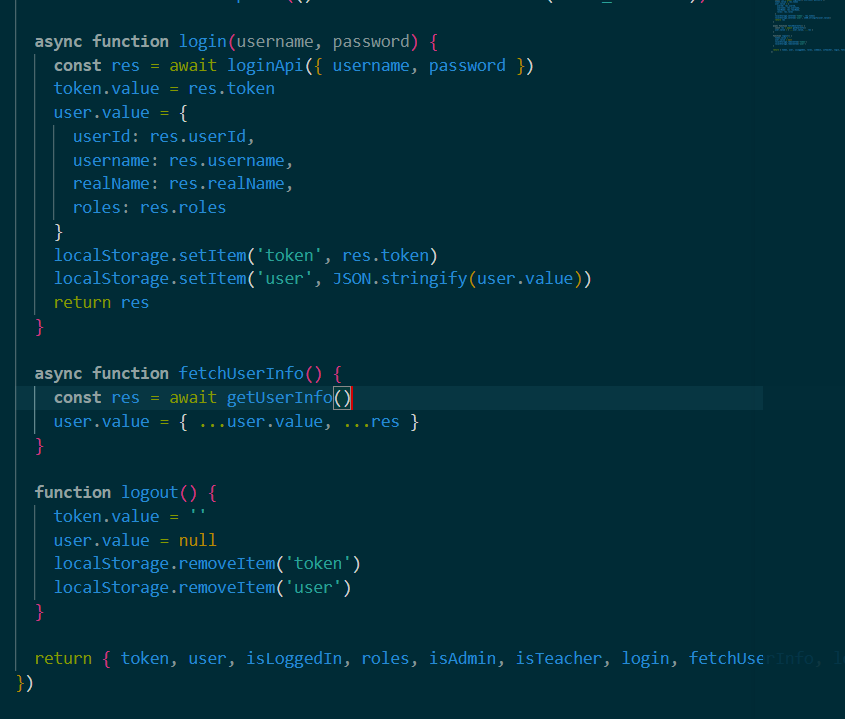 async function login(username, password) {
const res = await loginApi({ username, password })
token.value = res.token
user.value = {
userId: res.userId,
username: res.username,
realName: res.realName,
roles: res.roles
}
localStorage.setItem('token', res.token)
localStorage.setItem('user', JSON.stringify(user.value))
return res
}
async function fetchUserInfo() {
const res = await getUserInfo()
user.value = { ...user.value, ...res }
}
function logout() {
token.value = ''
user.value = null
localStorage.removeItem('token')
localStorage.removeItem('user')
}
return { token, user, isLoggedIn, roles, isAdmin, isTeacher, login, fetchUserInfo,
})